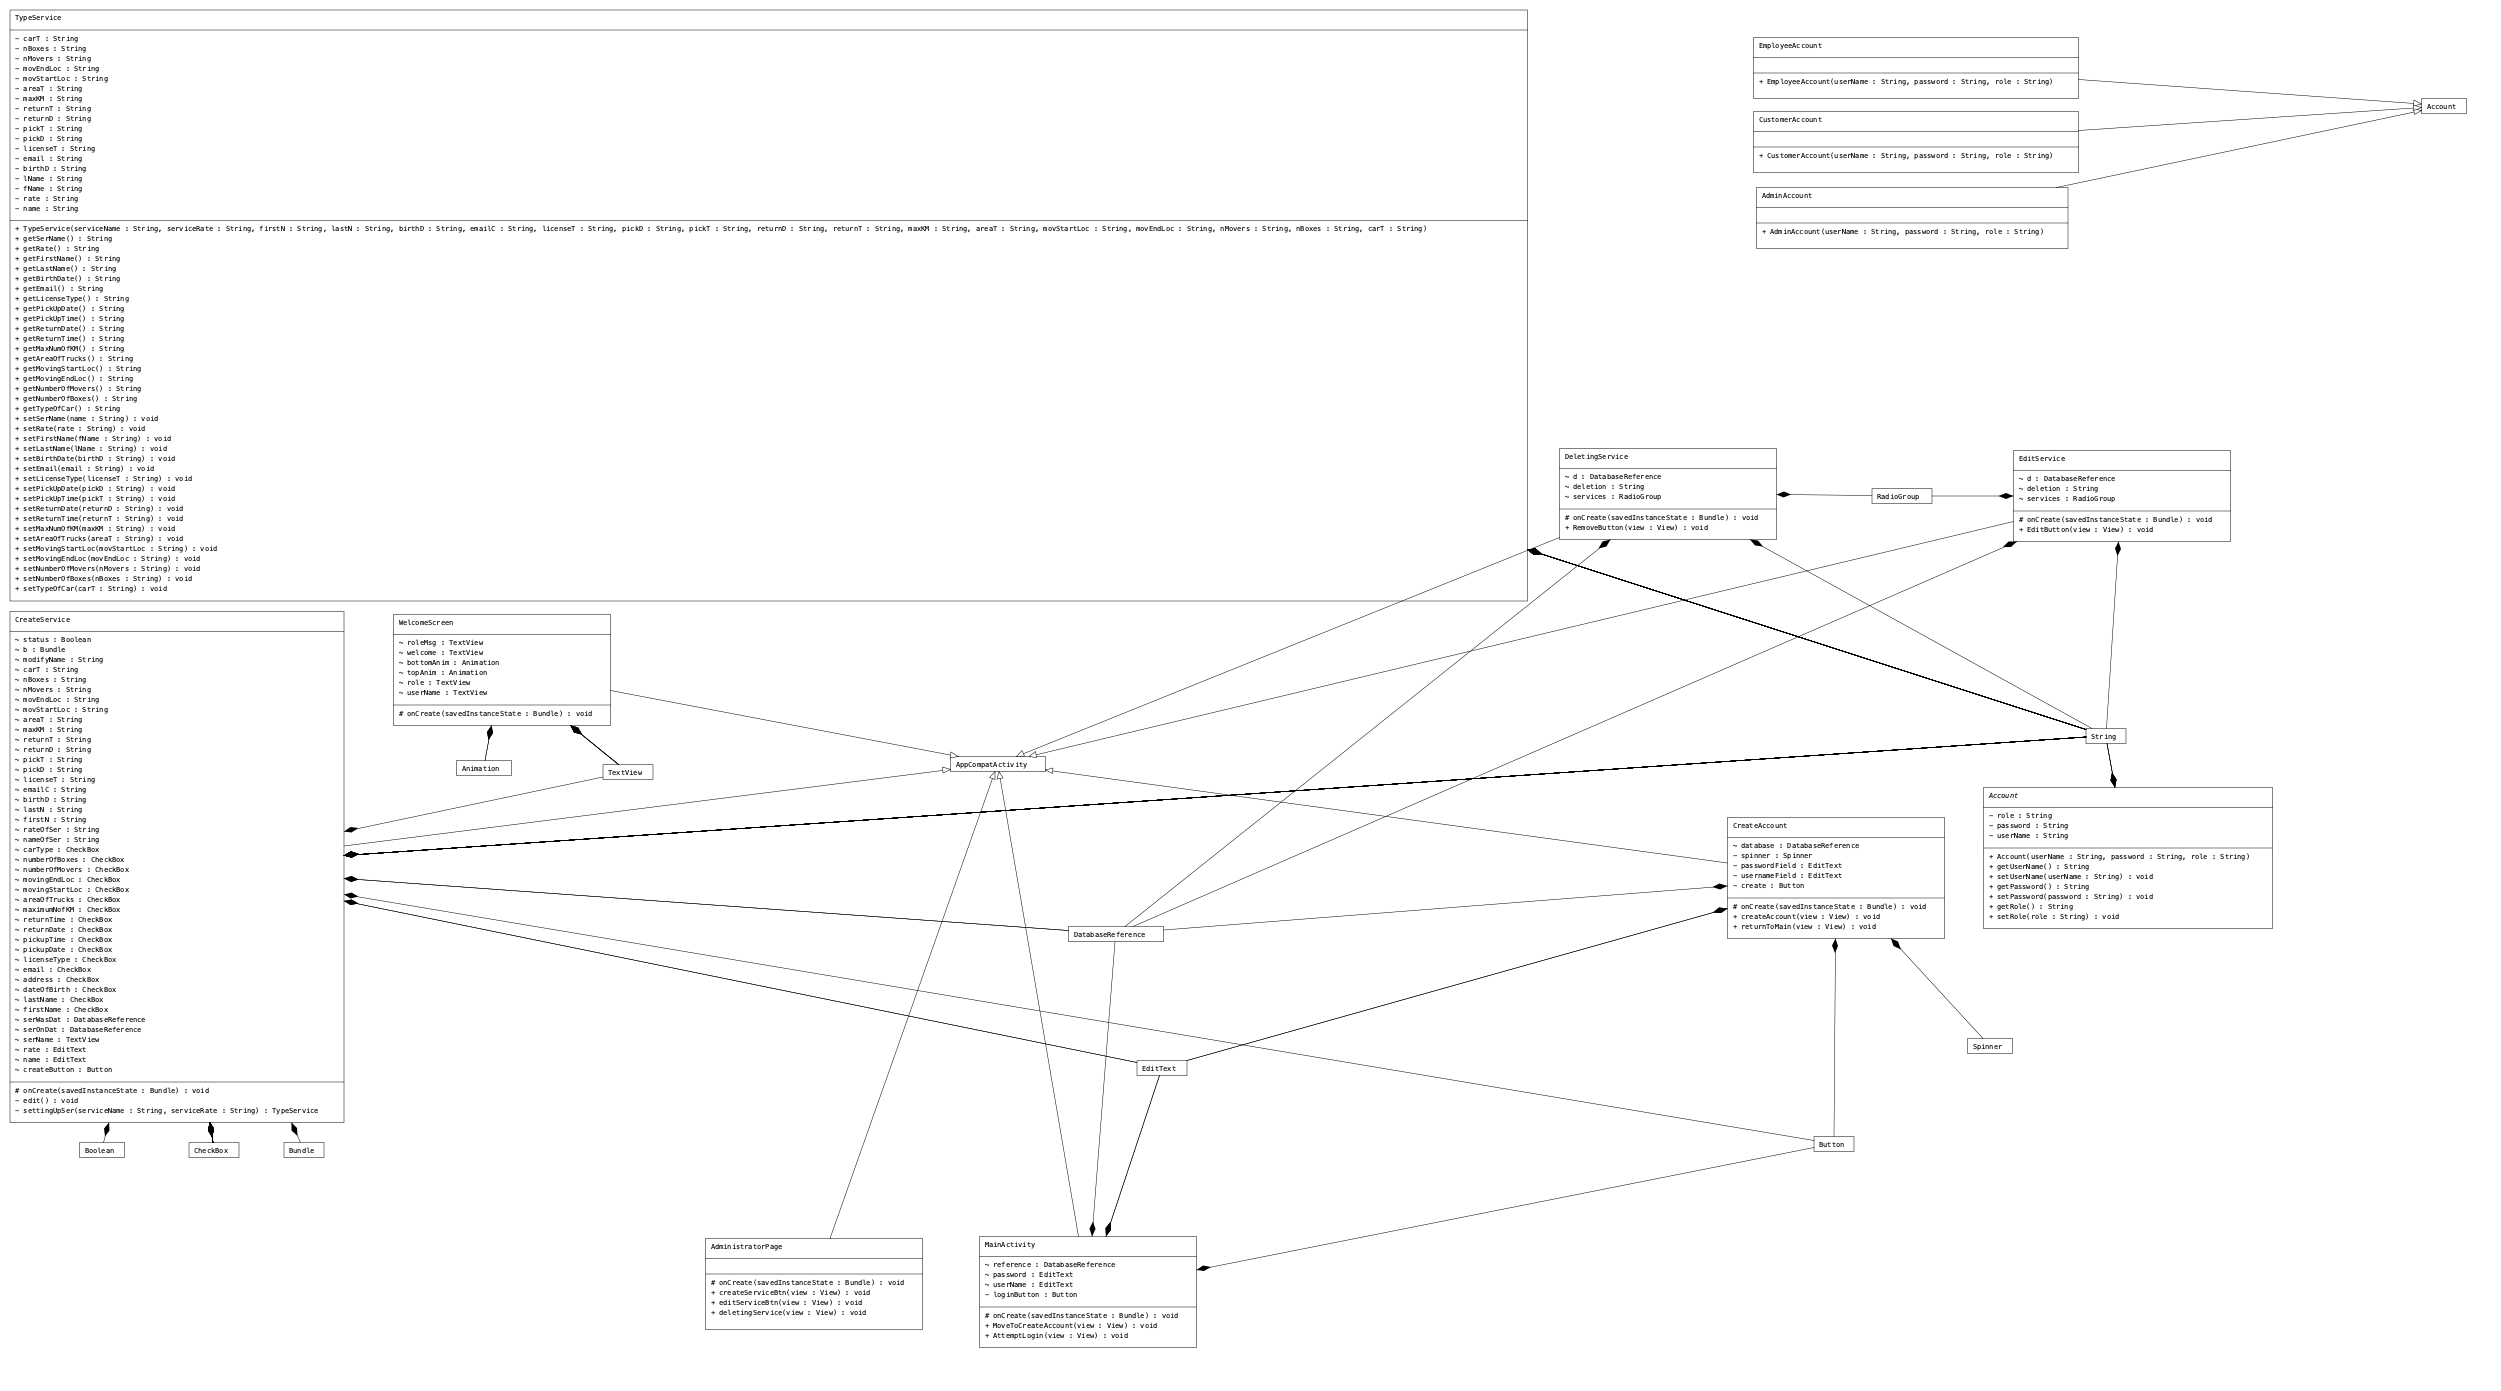 TypeService
− carT : String
− nBoxes : String
− nMovers : String
− movEndLoc : String
− movStartLoc : String
− areaT : String
− maxKM : String
− returnT : String
− returnD : String
− pickT : String
− pickD : String
− licenseT : String
− email : String
− birthD : String
− lName : String
− fName : String
− rate : String
− name : String
+ TypeService(serviceName : String, serviceRate : String, firstN : String, lastN : String, birthD : String, emailC : String, licenseT : String, pickD : String, pickT : String, returnD : String, returnT : String, maxKM : String, areaT : String, movStartLoc : String, movEndLoc : String, nMovers : String, nBoxes : String, carT : String)
+ getSerName() : String
+ getRate() : String
+ getFirstName() : String
+ getLastName() : String
+ getBirthDate() : String
+ getEmail() : String
+ getLicenseType() : String
+ getPickUpDate() : String
+ getPickUpTime() : String
+ getReturnDate() : String
+ getReturnTime() : String
+ getMaxNumOfKM() : String
+ getAreaOfTrucks() : String
+ getMovingStartLoc() : String
+ getMovingEndLoc() : String
+ getNumberOfMovers() : String
+ getNumberOfBoxes() : String
+ getTypeOfCar() : String
+ setSerName(name : String) : void
+ setRate(rate : String) : void
+ setFirstName(fName : String) : void
+ setLastName(lName : String) : void
+ setBirthDate(birthD : String) : void
+ setEmail(email : String) : void
+ setLicenseType(licenseT : String) : void
+ setPickUpDate(pickD : String) : void
+ setPickUpTime(pickT : String) : void
+ setReturnDate(returnD : String) : void
+ setReturnTime(returnT : String) : void
+ setMaxNumOfKM(maxKM : String) : void
+ setAreaOfTrucks(areaT : String) : void
+ setMovingStartLoc(movStartLoc : String) : void
+ setMovingEndLoc(movEndLoc : String) : void
+ setNumberOfMovers(nMovers : String) : void
+ setNumberOfBoxes(nBoxes : String) : void
+ setTypeOfCar(carT : String) : void
EmployeeAccount
+ EmployeeAccount(userName : String, password : String, role : String)
CustomerAccount
+ CustomerAccount(userName : String, password : String, role : String)
AdminAccount
+ AdminAccount(userName : String, password : String, role : String)
Account
DeletingService
~ d : DatabaseReference
~ deletion : String
~ services : RadioGroup
# onCreate(savedInstanceState : Bundle) : void
+ RemoveButton(view : View) : void
RadioGroup
EditService
~ d : DatabaseReference
~ deletion : String
~ services : RadioGroup
# onCreate(savedInstanceState : Bundle) : void
+ EditButton(view : View) : void
CreateService
~ status : Boolean
~ b : Bundle
~ modifyName : String
~ carT : String
~ nBoxes : String
~ nMovers : String
~ movEndLoc : String
~ movStartLoc : String
~ areaT : String
~ maxKM : String
~ returnT : String
~ returnD : String
~ pickT : String
~ pickD : String
~ licenseT : String
~ emailC : String
~ birthD : String
~ lastN : String
~ firstN : String
~ rateOfSer : String
~ nameOfSer : String
~ carType : CheckBox
~ numberOfBoxes : CheckBox
~ numberOfMovers : CheckBox
~ movingEndLoc : CheckBox
~ movingStartLoc : CheckBox
~ areaOfTrucks : CheckBox
~ maximumNofKM : CheckBox
~ returnTime : CheckBox
~ returnDate : CheckBox
~ pickupTime : CheckBox
~ pickupDate : CheckBox
~ licenseType : CheckBox
~ email : CheckBox
~ address : CheckBox
~ dateOfBirth : CheckBox
~ lastName : CheckBox
~ firstName : CheckBox
~ serWasDat : DatabaseReference
~ serOnDat : DatabaseReference
~ serName : TextView
~ rate : EditText
~ name : EditText
~ createButton : Button
# onCreate(savedInstanceState : Bundle) : void
− edit() : void
− settingUpSer(serviceName : String, serviceRate : String) : TypeService
Boolean
CheckBox
Bundle
WelcomeScreen
~ roleMsg : TextView
~ welcome : TextView
~ bottomAnim : Animation
~ topAnim : Animation
~ role : TextView
~ userName : TextView
# onCreate(savedInstanceState : Bundle) : void
Animation
TextView
AppCompatActivity
String
Account
− role : String
− password : String
− userName : String
+ Account(userName : String, password : String, role : String)
+ getUserName() : String
+ setUserName(userName : String) : void
+ getPassword() : String
+ setPassword(password : String) : void
+ getRole() : String
+ setRole(role : String) : void
CreateAccount
~ database : DatabaseReference
− spinner : Spinner
− passwordField : EditText
− usernameField : EditText
− create : Button
# onCreate(savedInstanceState : Bundle) : void
+ createAccount(view : View) : void
+ returnToMain(view : View) : void
DatabaseReference
Spinner
EditText
Button
AdministratorPage
# onCreate(savedInstanceState : Bundle) : void
+ createServiceBtn(view : View) : void
+ editServiceBtn(view : View) : void
+ deletingService(view : View) : void
MainActivity
~ reference : DatabaseReference
~ password : EditText
~ userName : EditText
− loginButton : Button
# onCreate(savedInstanceState : Bundle) : void
+ MoveToCreateAccount(view : View) : void
+ AttemptLogin(view : View) : void